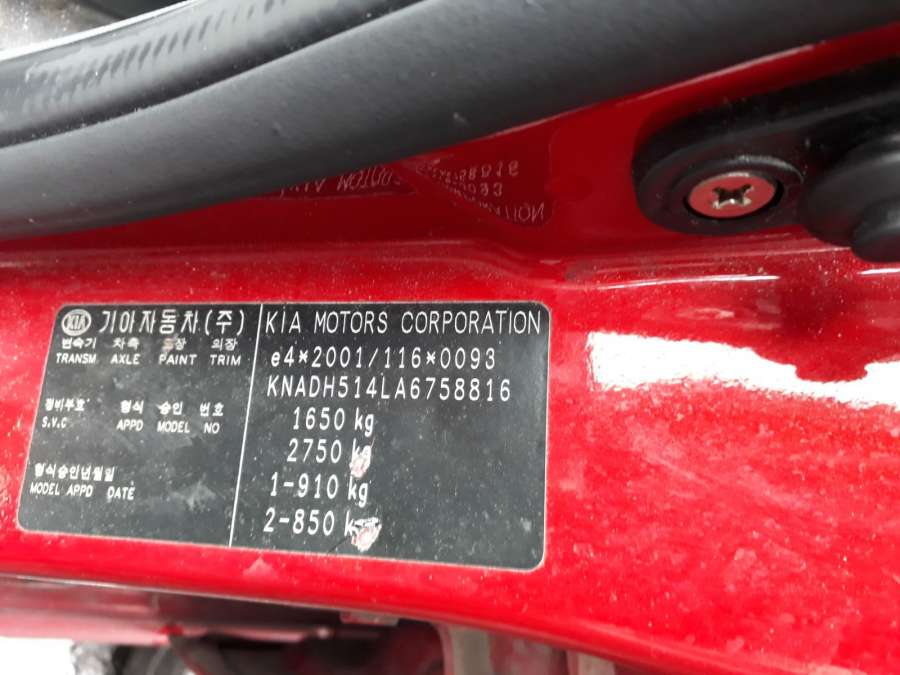 KIA 기아자동차(주)
변속기 차축 도장 의장
TRANSM AXLE PAINT TRIM
정비부호 형식 승인 번호
S.V.C APPD MODEL NO
형식승인년월일
MODEL APPD DATE
KIA MOTORS CORPORATION
e4*2001/116*0093
KNADH514LA6758816
1650 kg
2750 kg
1-910 kg
2-850 k